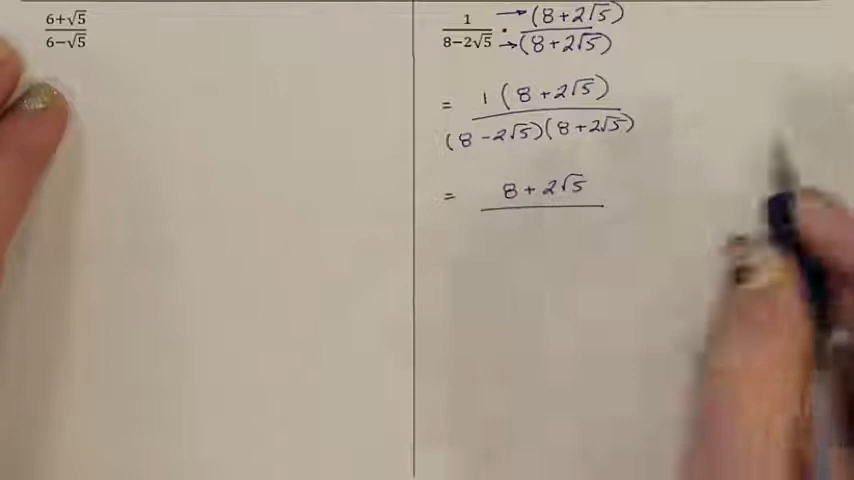 6+√5
6−√5
1 → (8+2√5)
8−2√5 · →(8+2√5)
= 1 (8+2√5)
(8−2√5)(8+2√5)
= 8+2√5